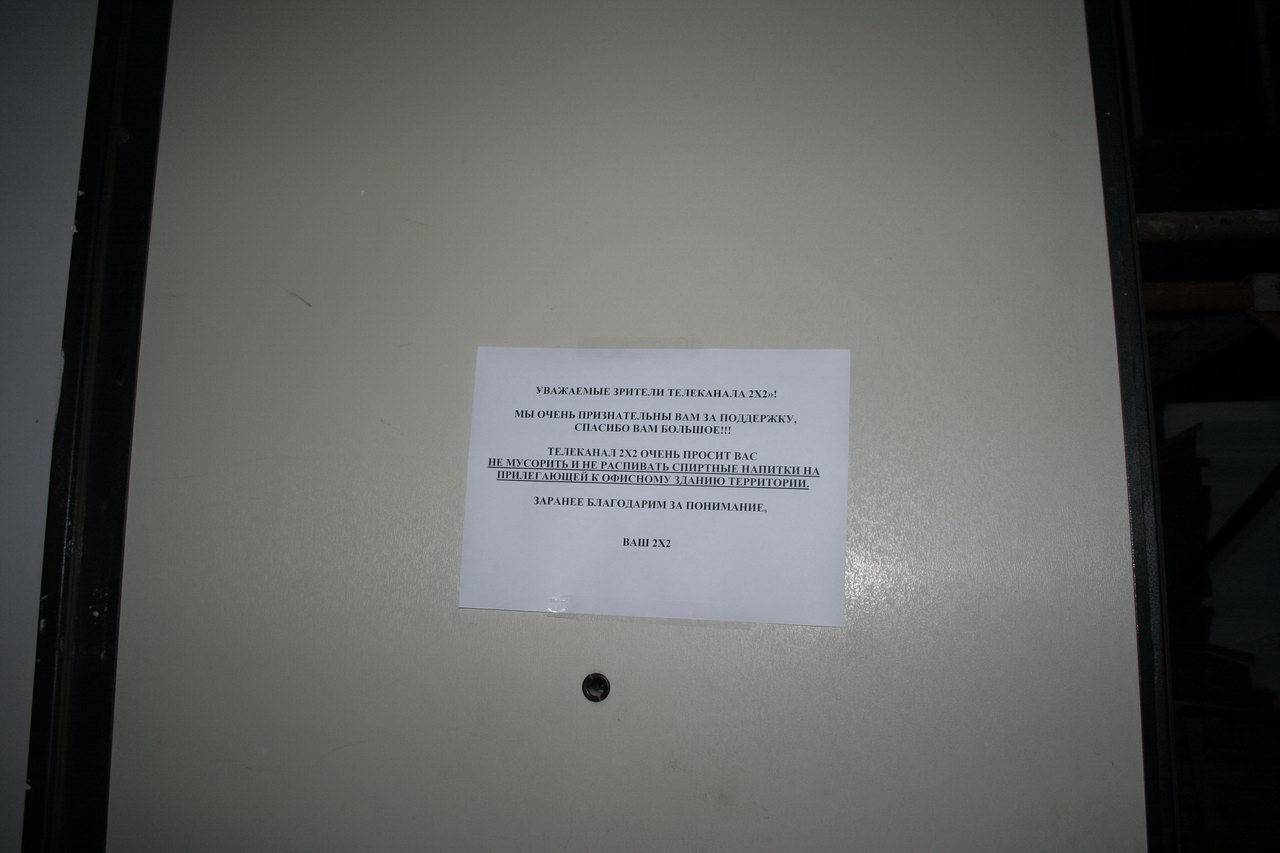 УВАЖАЕМЫЕ ЗРИТЕЛИ ТЕЛЕКАНАЛА 2Х2»!
МЫ ОЧЕНЬ ПРИЗНАТЕЛЬНЫ ВАМ ЗА ПОДДЕРЖКУ,
СПАСИБО ВАМ БОЛЬШОЕ!!!
ТЕЛЕКАНАЛ 2Х2 ОЧЕНЬ ПРОСИТ ВАС
НЕ МУСОРИТЬ И НЕ РАСПИВАТЬ СПИРТНЫЕ НАПИТКИ НА
ПРИЛЕГАЮЩЕЙ К ОФИСНОМУ ЗДАНИЮ ТЕРРИТОРИИ.
ЗАРАНЕЕ БЛАГОДАРИМ ЗА ПОНИМАНИЕ,
ВАШ 2Х2